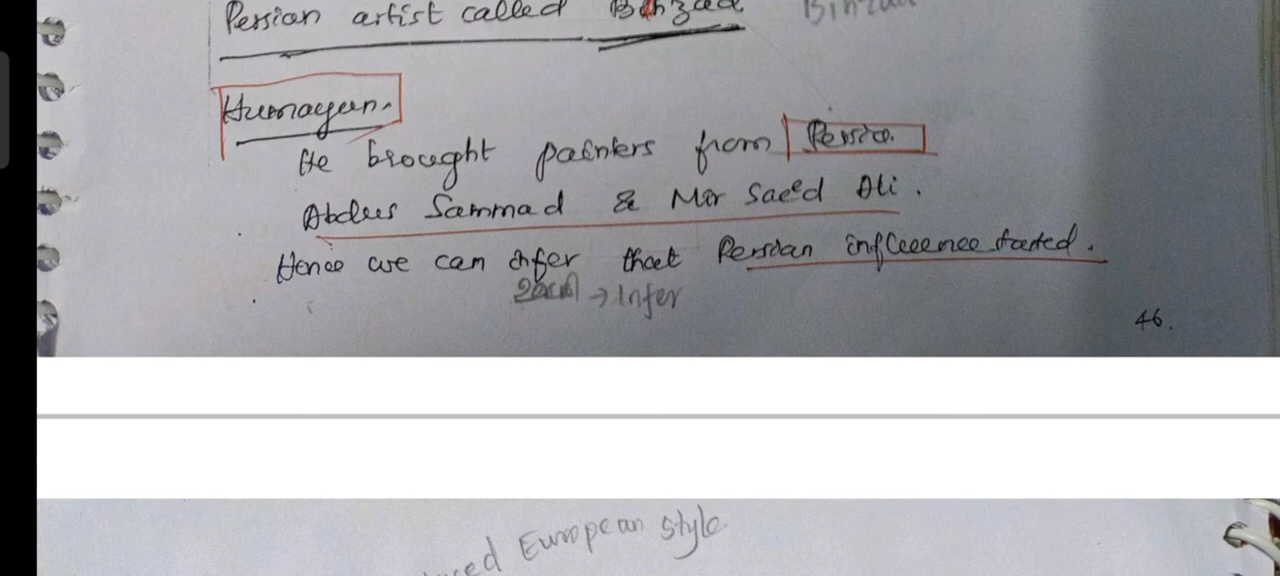 Persian artist called Bihzad
Humayun.
He brought painters from Persia.
Abdus Sammad & Mir Saeed Ali.
Hence we can infer that Persian influence started.
→ Infer
46.
European style.